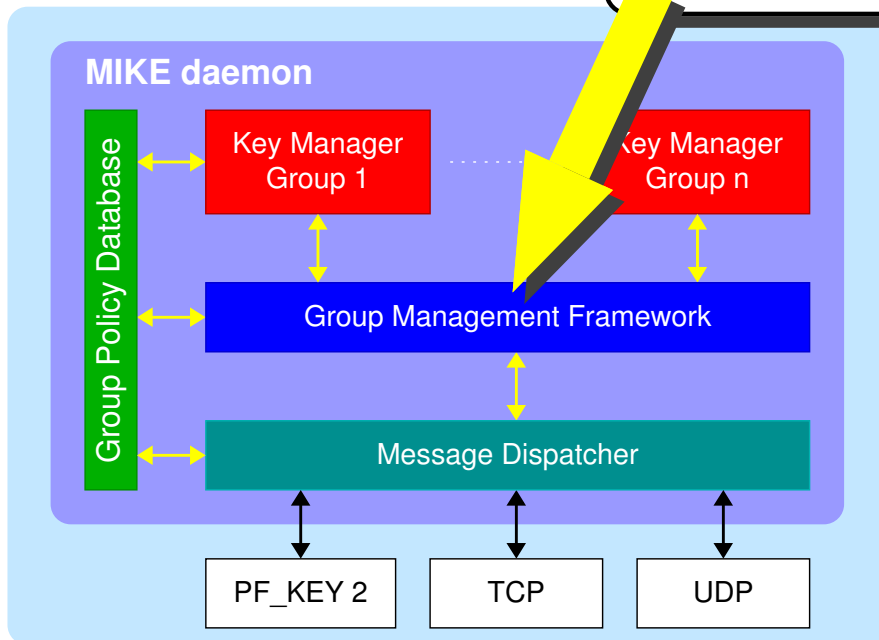 MIKE daemon
Group Policy Database
Key Manager
Group 1
Key Manager
Group n
Group Management Framework
Message Dispatcher
PF_KEY 2
TCP
UDP